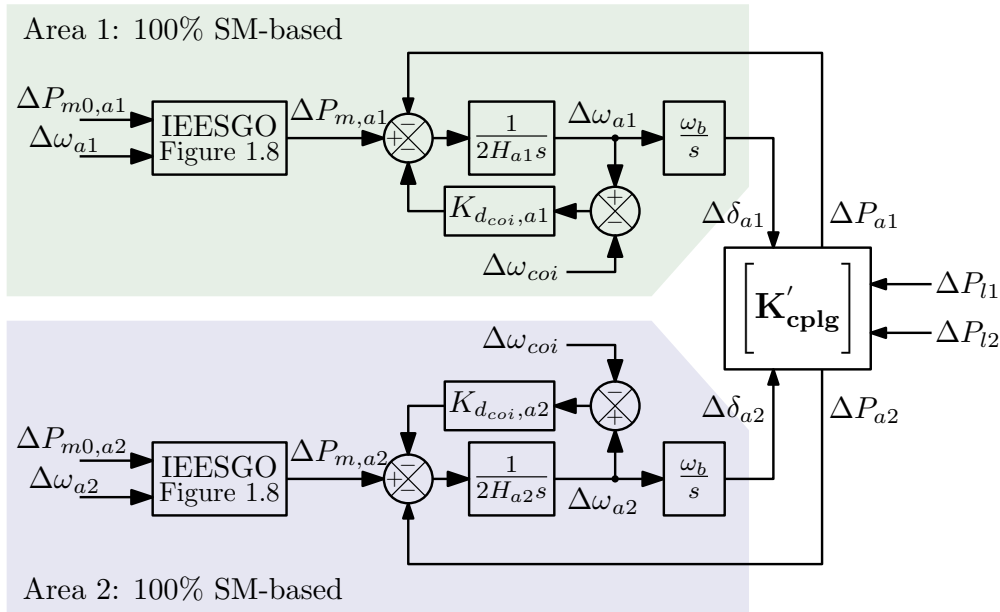 Area 1: 100% SM-based
ΔP_{m0,a1}
Δω_{a1}
IEESGO
Figure 1.8
ΔP_{m,a1}
+ − −
1
2H_{a1}s
Δω_{a1}
ω_b
s
K_{d_{coi},a1}
+
−
Δω_{coi}
Δδ_{a1}
ΔP_{a1}
[K'_{cplg}]
ΔP_{l1}
ΔP_{l2}
Δω_{coi}
−
+
K_{d_{coi},a2}
Δδ_{a2}
ΔP_{a2}
ΔP_{m0,a2}
Δω_{a2}
IEESGO
Figure 1.8
ΔP_{m,a2}
+ − −
1
2H_{a2}s
Δω_{a2}
ω_b
s
Area 2: 100% SM-based